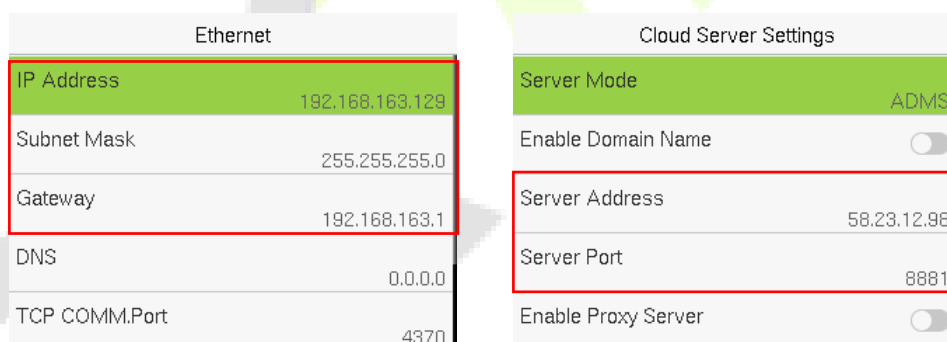 Ethernet
IP Address
192.168.163.129
Subnet Mask
255.255.255.0
Gateway
192.168.163.1
DNS
0.0.0.0
TCP COMM.Port
4370
Cloud Server Settings
Server Mode
ADMS
Enable Domain Name
Server Address
58.23.12.98
Server Port
8881
Enable Proxy Server